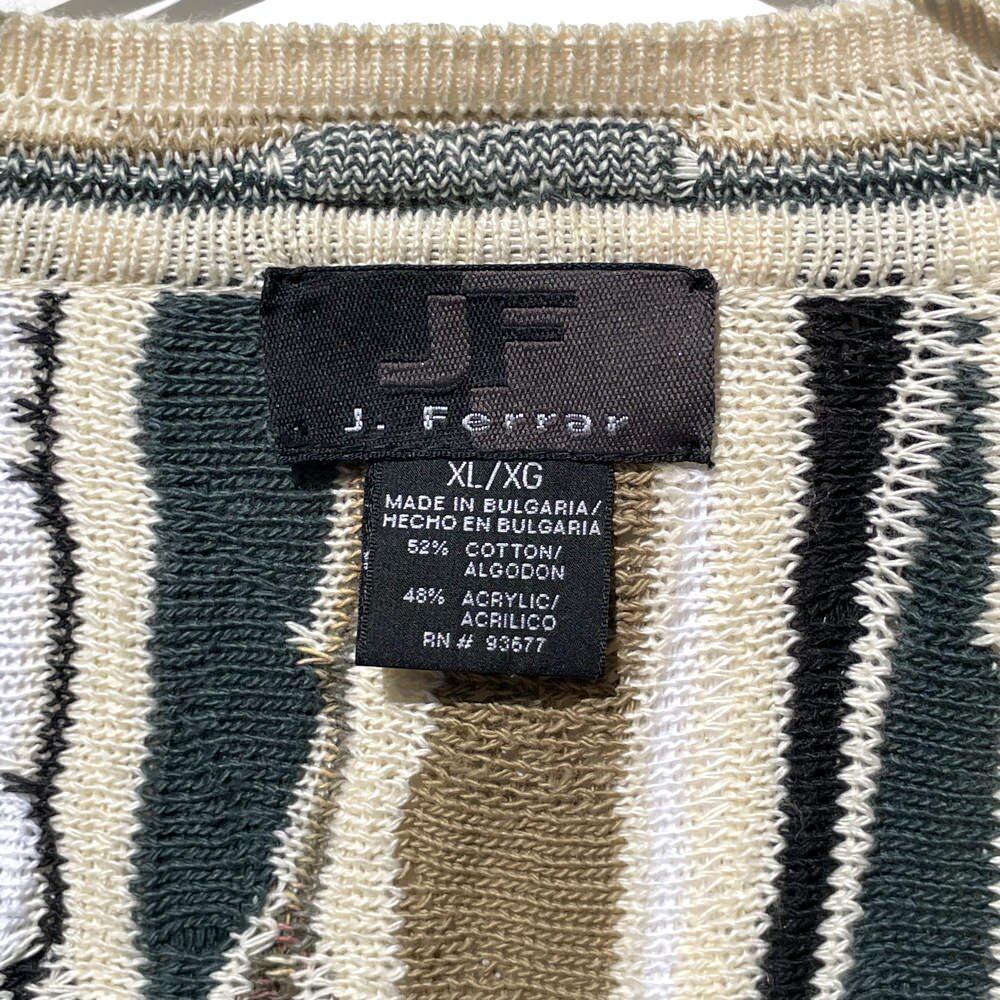 JF
J. Ferrar
XL/XG
MADE IN BULGARIA/
HECHO EN BULGARIA
52% COTTON/
ALGODON
48% ACRYLIC/
ACRILICO
RN # 93677